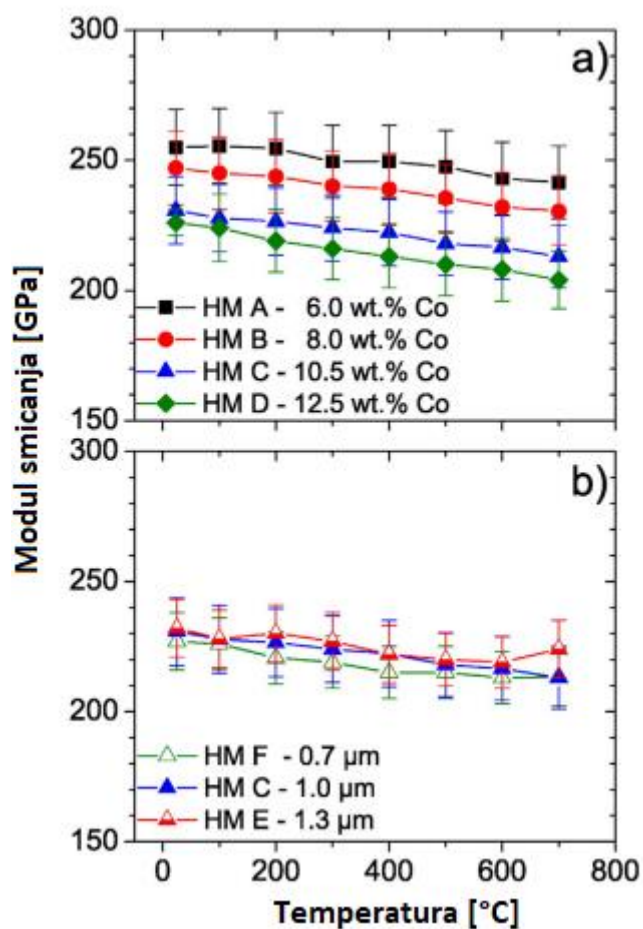 300
a)
250
200
HM A - 6.0 wt.% Co
HM B - 8.0 wt.% Co
HM C - 10.5 wt.% Co
HM D - 12.5 wt.% Co
150
Modul smicanja [GPa]
300
b)
250
200
HM F - 0.7 µm
HM C - 1.0 µm
HM E - 1.3 µm
150
0 200 400 600 800
Temperatura [°C]